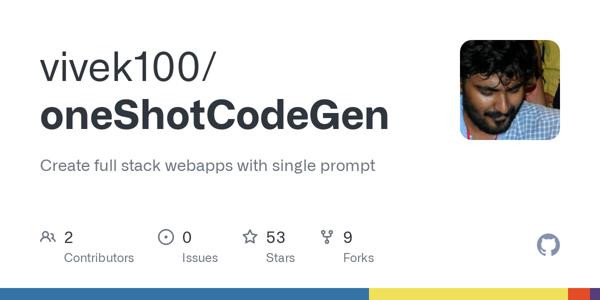 vivek100/
oneShotCodeGen
Create full stack webapps with single prompt
2 0 53 9
Contributors Issues Stars Forks